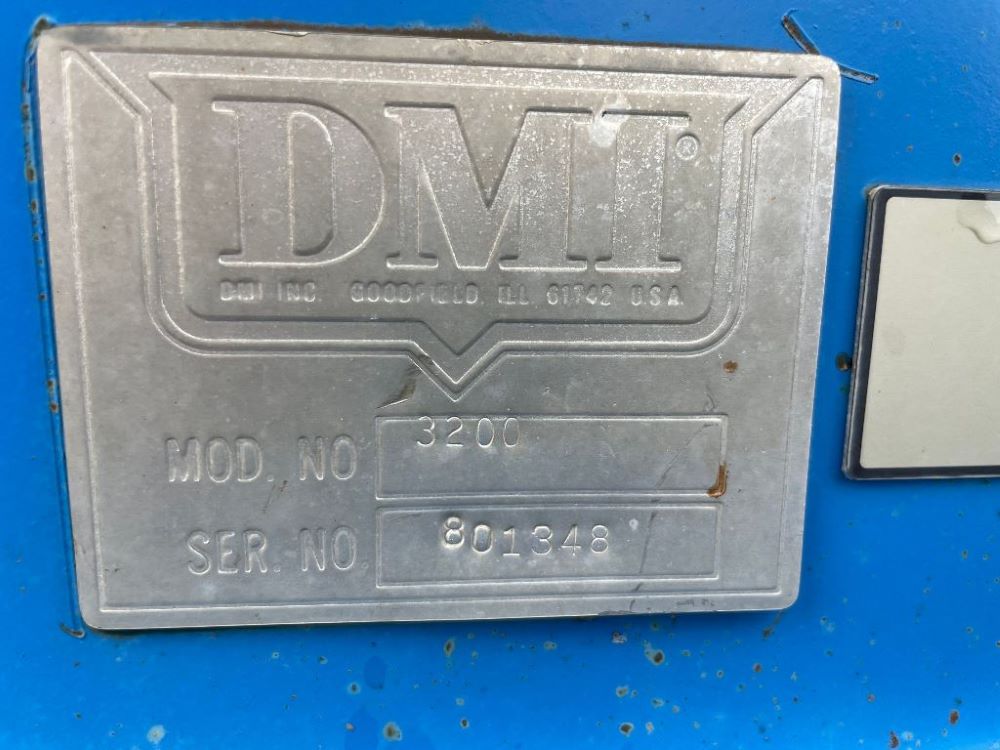 DMI®
DMI INC. GOODFIELD, ILL. 61742 U.S.A.
MOD. NO 3200
SER. NO. 801348